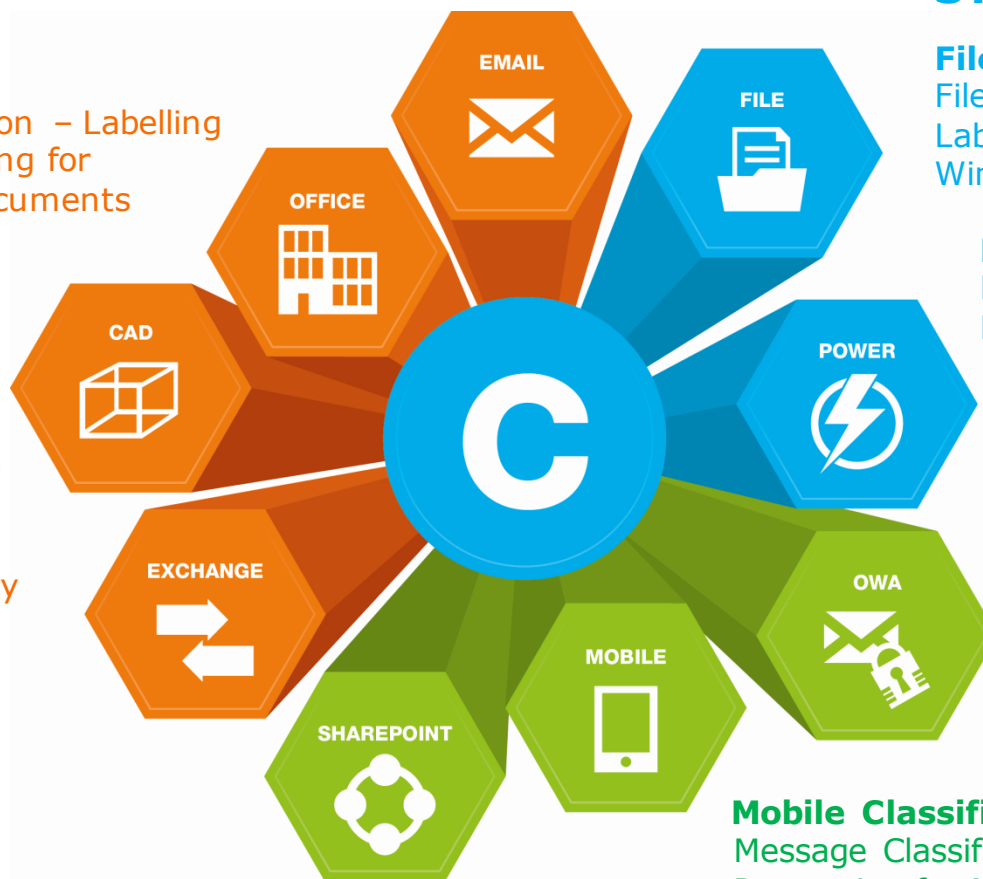 on – Labelling
ng for
cuments
EMAIL
FILE
OFFICE
CAD
POWER
C
EXCHANGE
y
OWA
MOBILE
SHAREPOINT
File
File
Lab
Mobile Classifi
Message Classif